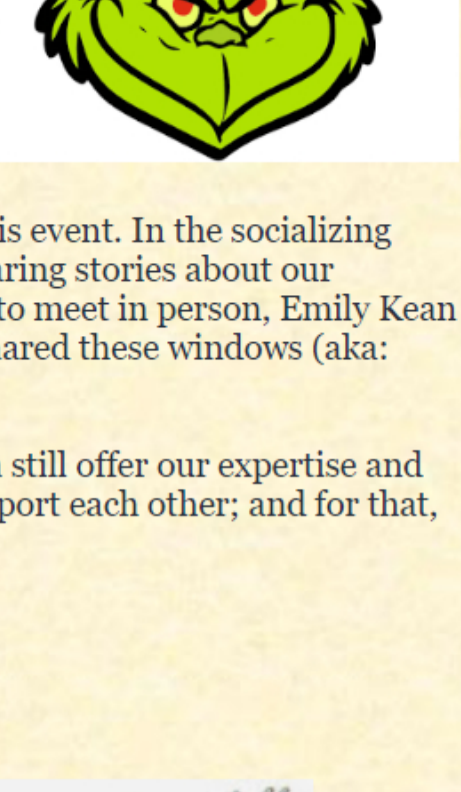 is event. In the socializing
ring stories about our
to meet in person, Emily Kean
ared these windows (aka:
still offer our expertise and
port each other; and for that,